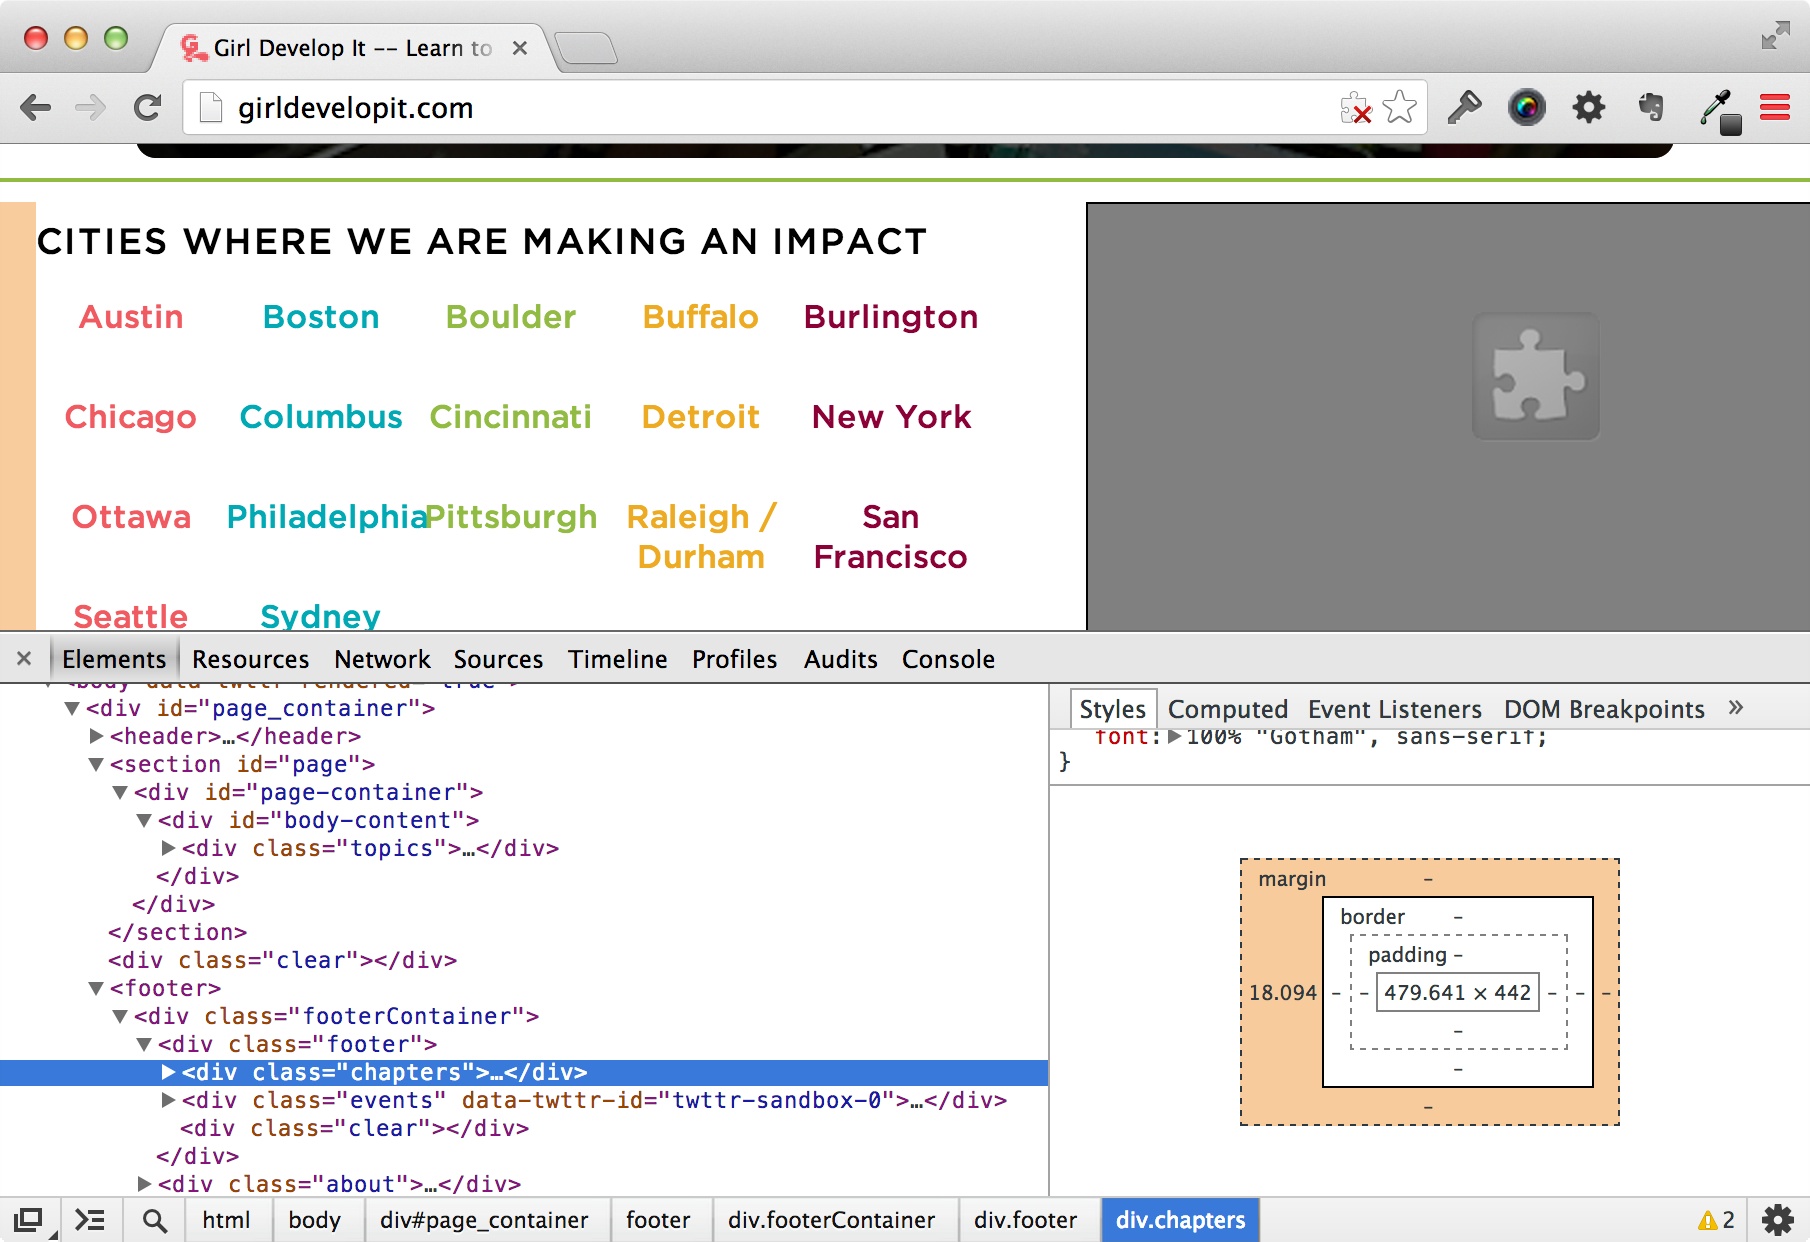 Girl Develop It -- Learn to
girldevelopit.com
CITIES WHERE WE ARE MAKING AN IMPACT
Austin Boston Boulder Buffalo Burlington
Chicago Columbus Cincinnati Detroit New York
Ottawa Philadelphia Pittsburgh Raleigh / San
Durham Francisco
Seattle Sydney
× Elements Resources Network Sources Timeline Profiles Audits Console
<body data-twttr-rendered="true">
▼<div id="page_container">
▶<header>…</header>
▼<section id="page">
▼<div id="page-container">
▼<div id="body-content">
▶<div class="topics">…</div>
</div>
</div>
</section>
<div class="clear"></div>
▼<footer>
▼<div class="footerContainer">
▼<div class="footer">
▶<div class="chapters">…</div>
▶<div class="events" data-twttr-id="twttr-sandbox-0">…</div>
<div class="clear"></div>
</div>
▶<div class="about">…</div>
Styles Computed Event Listeners DOM Breakpoints »
font:▶100% "Gotham", sans-serif;
}
margin –
border –
padding –
18.094 – – 479.641 × 442 – – –
–
–
–
html body div#page_container footer div.footerContainer div.footer div.chapters 2